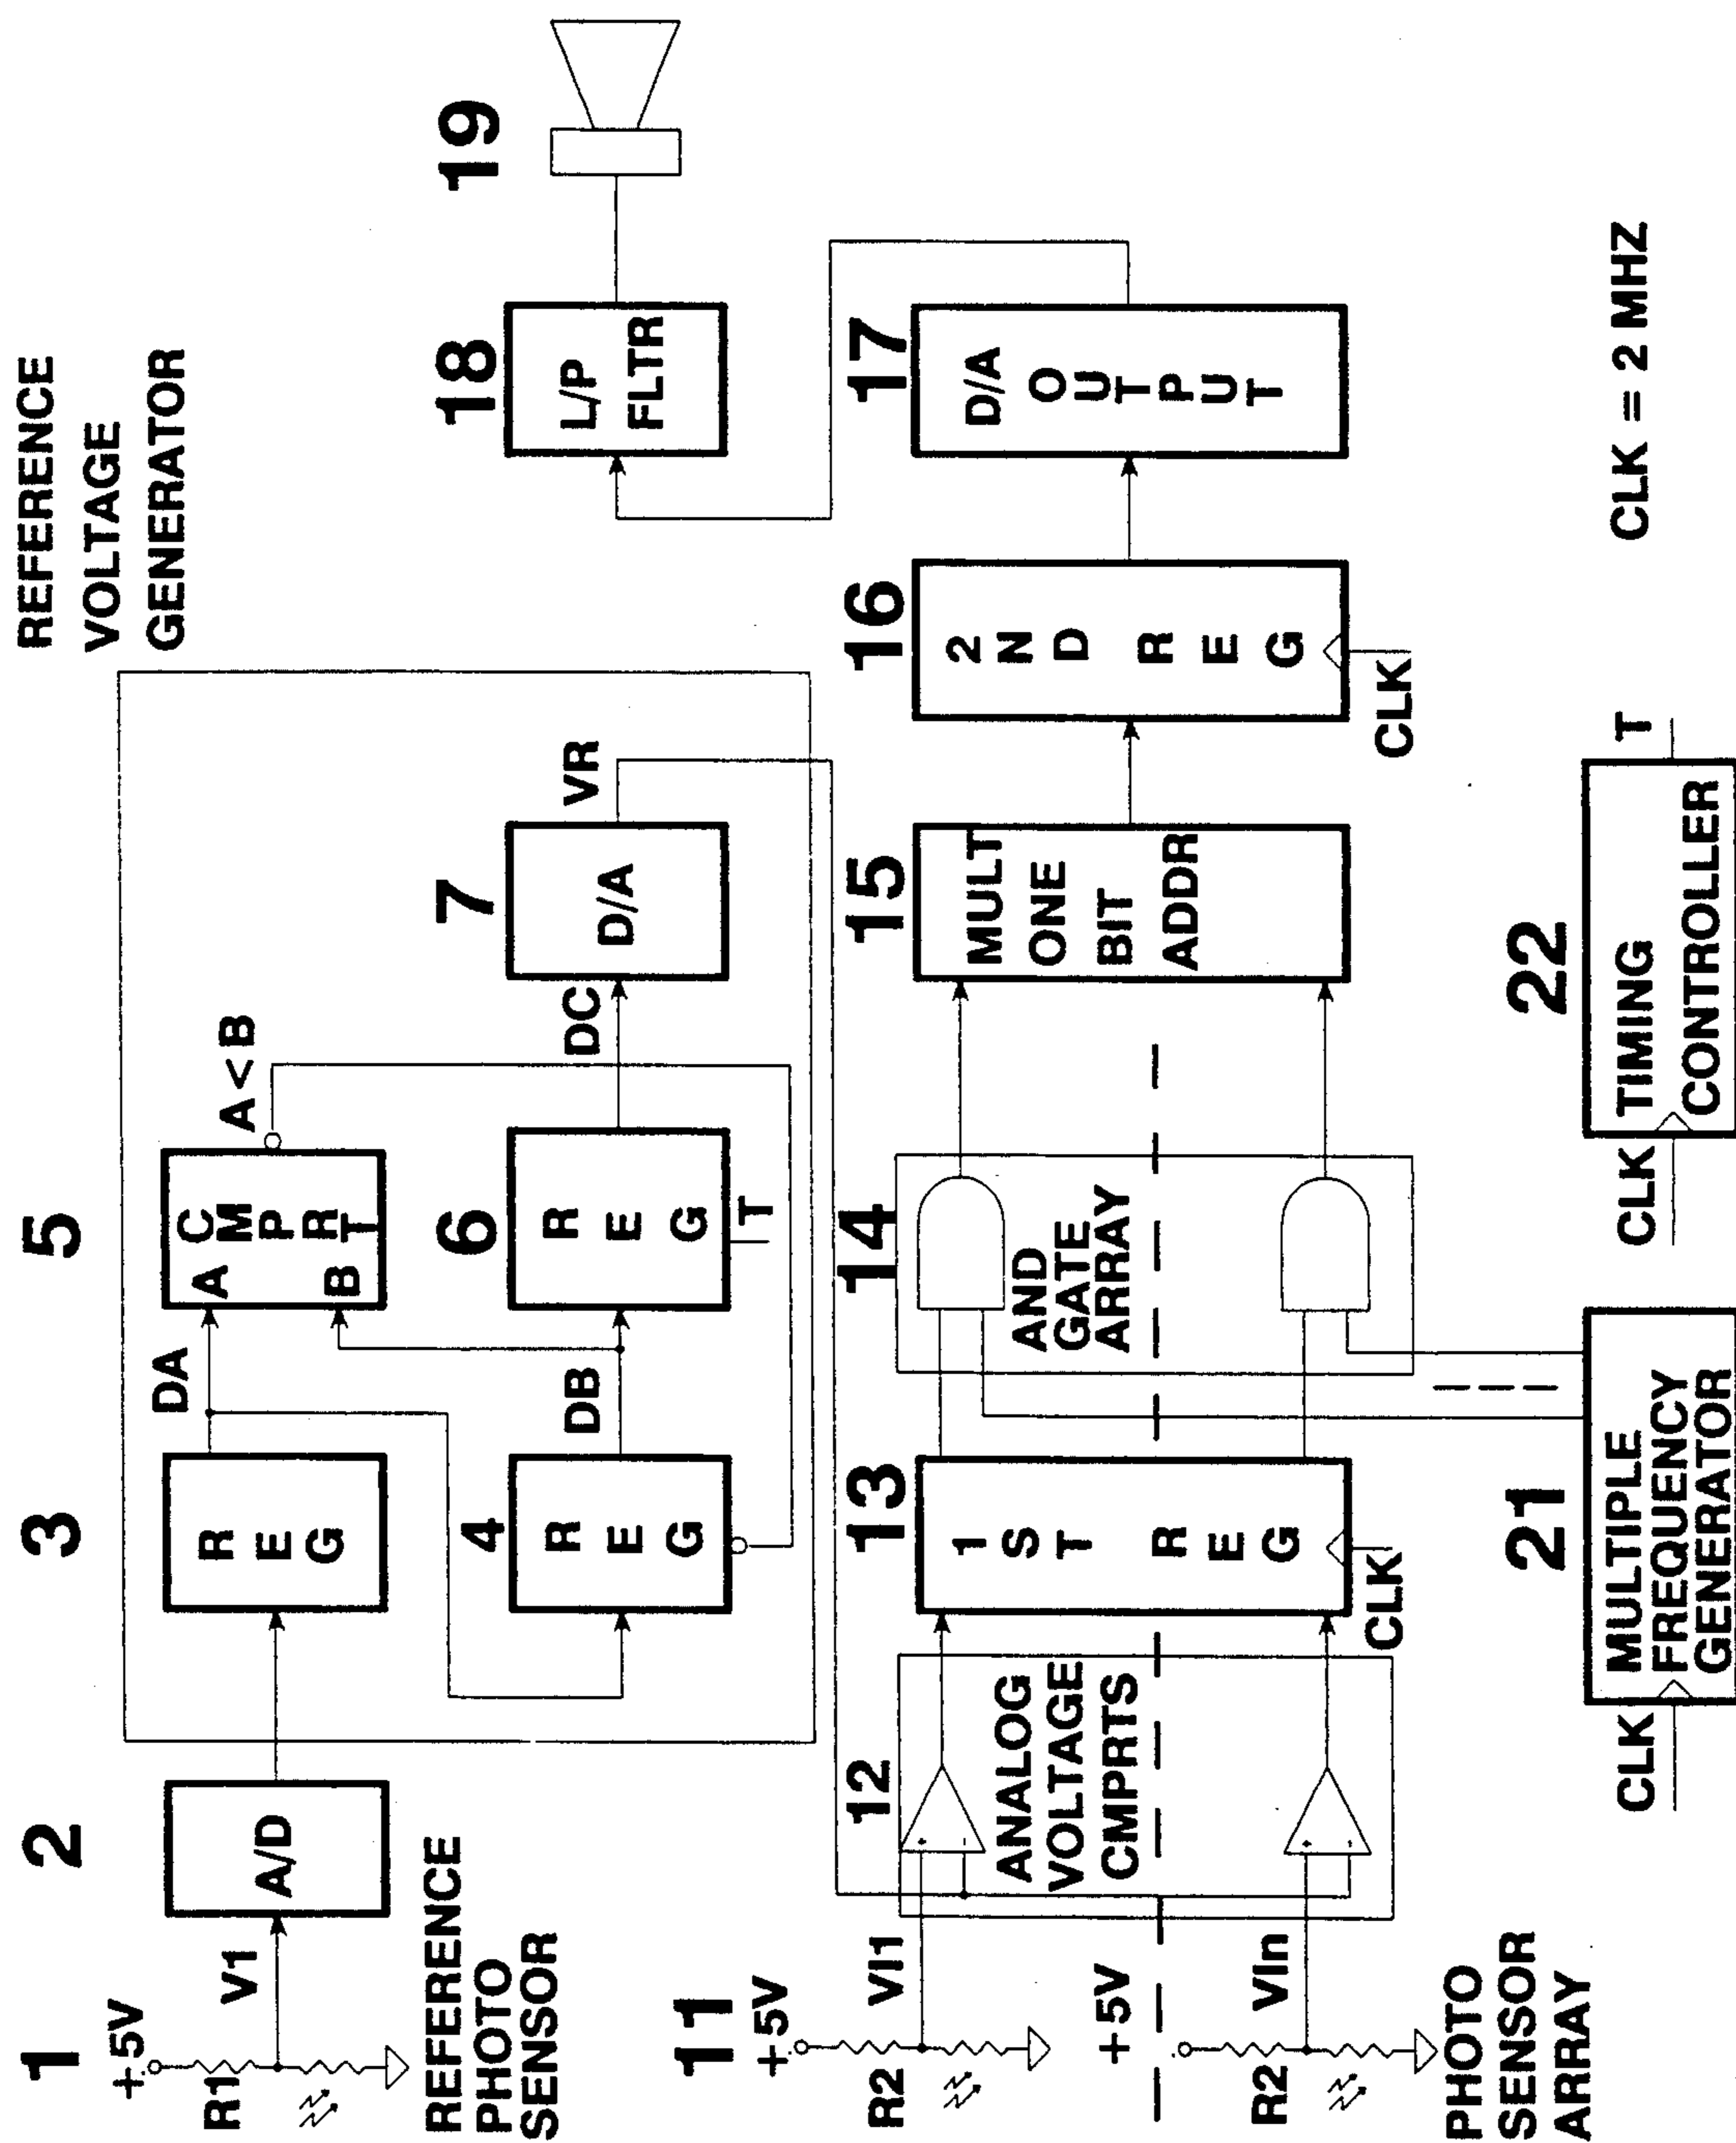 REFERENCE
VOLTAGE
GENERATOR
1
+5V
R1
V1
REFERENCE
PHOTO
SENSOR
2
A/D
3
REG
DA
4
REG
DB
5
A
B
CMPRT
A < B
6
REG
T
DC
7
D/A
VR
11
+5V
R2
VI1
+5V
R2
VIn
PHOTO
SENSOR
ARRAY
12
+
-
+
-
ANALOG
VOLTAGE
CMPRTS
13
1ST REG
CLK
14
AND
GATE
ARRAY
15
MULT
ONE
BIT
ADDR
16
2ND REG
CLK
17
D/A
OUTPUT
18
L/P
FLTR
19
21
CLK
MULTIPLE
FREQUENCY
GENERATOR
22
CLK
TIMING
CONTROLLER
T
CLK = 2 MHZ